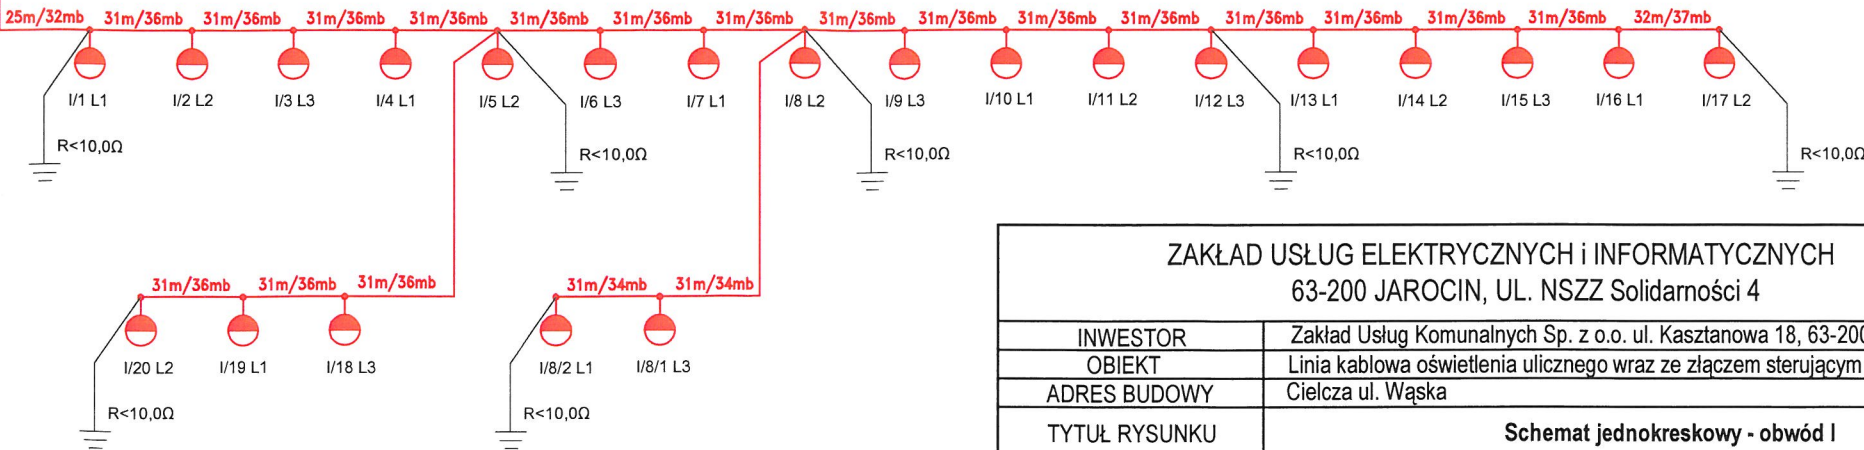 25m/32mb 31m/36mb 31m/36mb 31m/36mb 31m/36mb 31m/36mb 31m/36mb 31m/36mb 31m/36mb 31m/36mb 31m/36mb 31m/36mb 31m/36mb 31m/36mb 31m/36mb 31m/36mb 32m/37mb
I/1 L1 I/2 L2 I/3 L3 I/4 L1 I/5 L2 I/6 L3 I/7 L1 I/8 L2 I/9 L3 I/10 L1 I/11 L2 I/12 L3 I/13 L1 I/14 L2 I/15 L3 I/16 L1 I/17 L2
R<10,0Ω R<10,0Ω R<10,0Ω R<10,0Ω R<10,0Ω
31m/36mb 31m/36mb 31m/36mb 31m/34mb 31m/34mb
I/20 L2 I/19 L1 I/18 L3 I/8/2 L1 I/8/1 L3
R<10,0Ω R<10,0Ω
ZAKŁAD USŁUG ELEKTRYCZNYCH i INFORMATYCZNYCH
63-200 JAROCIN, UL. NSZZ Solidarności 4
INWESTOR Zakład Usług Komunalnych Sp. z o.o. ul. Kasztanowa 18, 63-200
OBIEKT Linia kablowa oświetlenia ulicznego wraz ze złączem sterującym
ADRES BUDOWY Cielcza ul. Wąska
TYTUŁ RYSUNKU Schemat jednokreskowy - obwód I